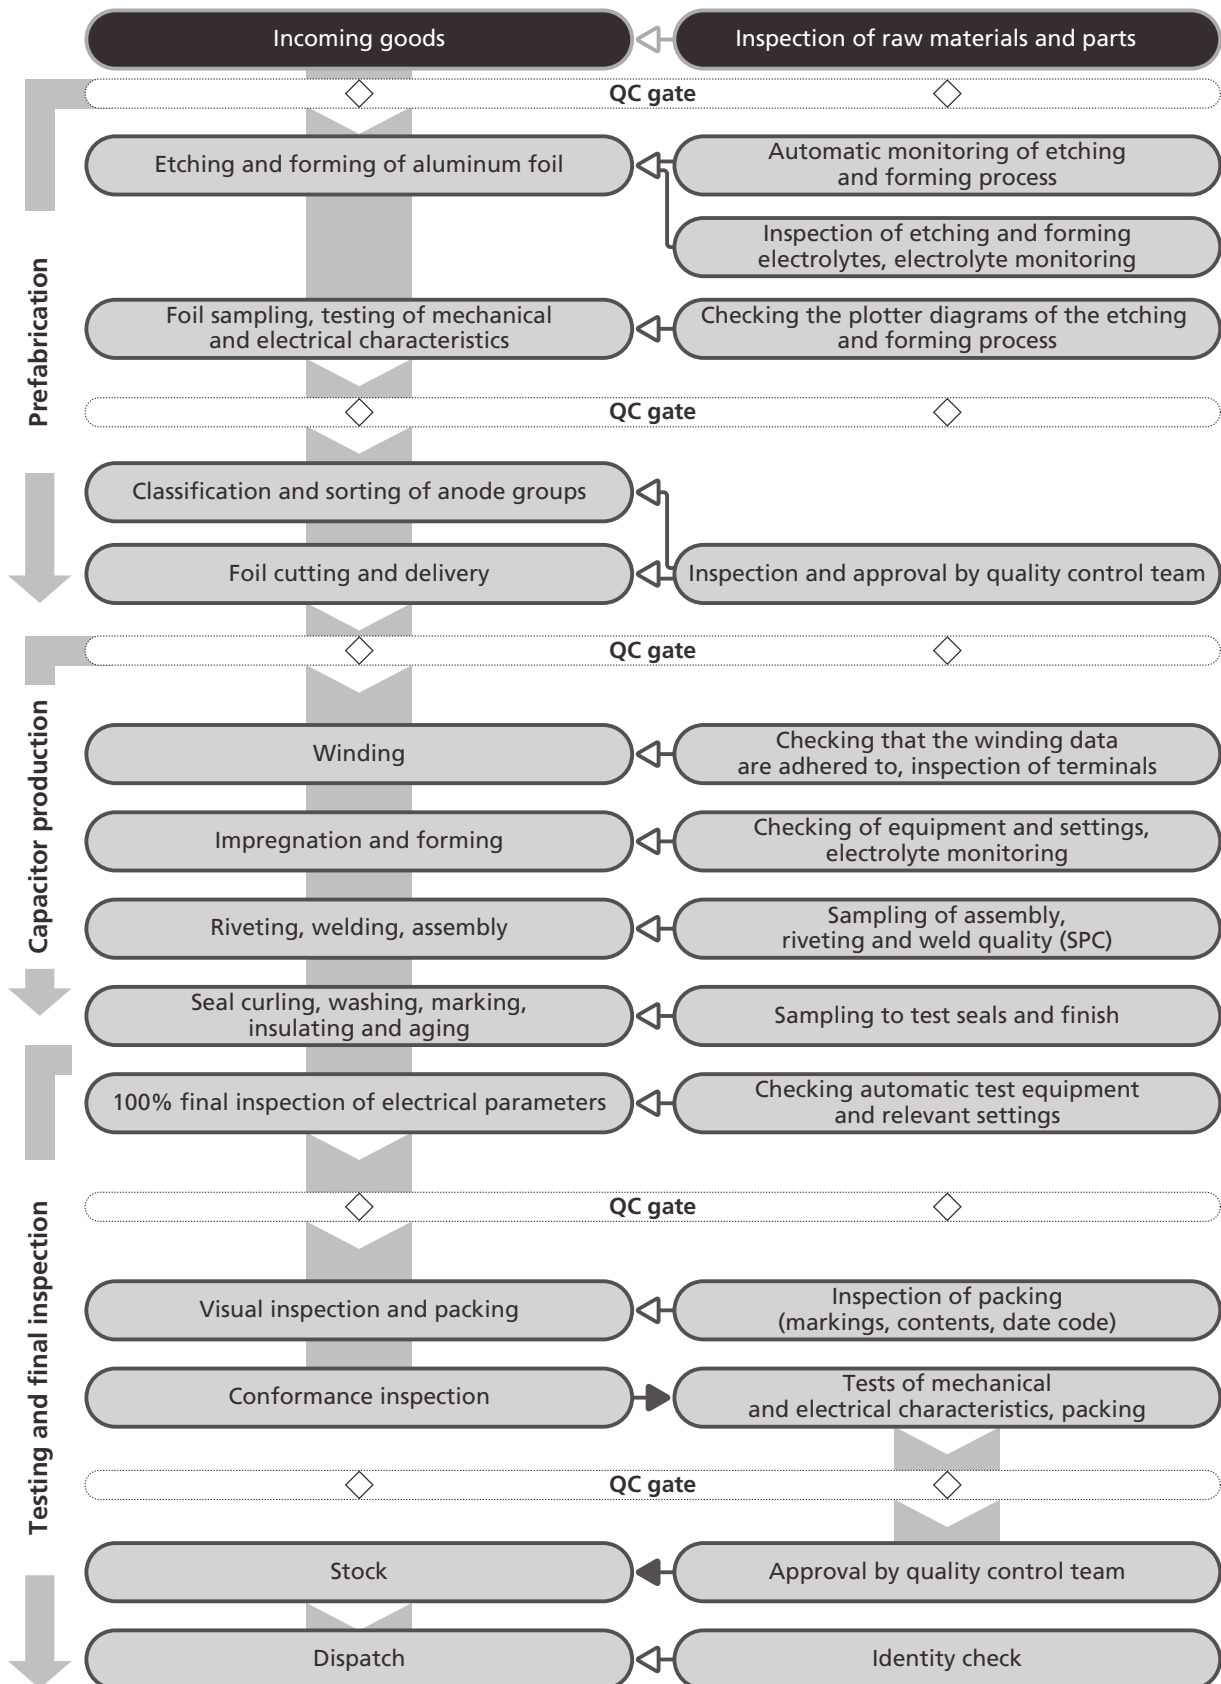 Incoming goods
Inspection of raw materials and parts
QC gate
Prefabrication
Etching and forming of aluminum foil
Automatic monitoring of etching
and forming process
Inspection of etching and forming
electrolytes, electrolyte monitoring
Foil sampling, testing of mechanical
and electrical characteristics
Checking the plotter diagrams of the etching
and forming process
QC gate
Classification and sorting of anode groups
Foil cutting and delivery
Inspection and approval by quality control team
QC gate
Capacitor production
Winding
Checking that the winding data
are adhered to, inspection of terminals
Impregnation and forming
Checking of equipment and settings,
electrolyte monitoring
Riveting, welding, assembly
Sampling of assembly,
riveting and weld quality (SPC)
Seal curling, washing, marking,
insulating and aging
Sampling to test seals and finish
Testing and final inspection
100% final inspection of electrical parameters
Checking automatic test equipment
and relevant settings
QC gate
Visual inspection and packing
Inspection of packing
(markings, contents, date code)
Conformance inspection
Tests of mechanical
and electrical characteristics, packing
QC gate
Stock
Approval by quality control team
Dispatch
Identity check